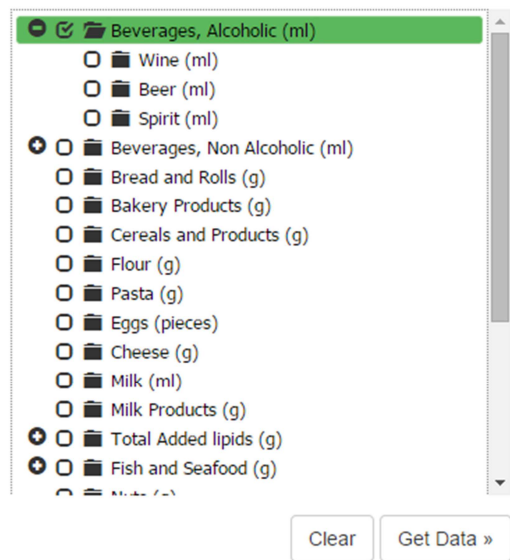 Beverages, Alcoholic (ml)
Wine (ml)
Beer (ml)
Spirit (ml)
Beverages, Non Alcoholic (ml)
Bread and Rolls (g)
Bakery Products (g)
Cereals and Products (g)
Flour (g)
Pasta (g)
Eggs (pieces)
Cheese (g)
Milk (ml)
Milk Products (g)
Total Added lipids (g)
Fish and Seafood (g)
Nuts (g)
Clear
Get Data »